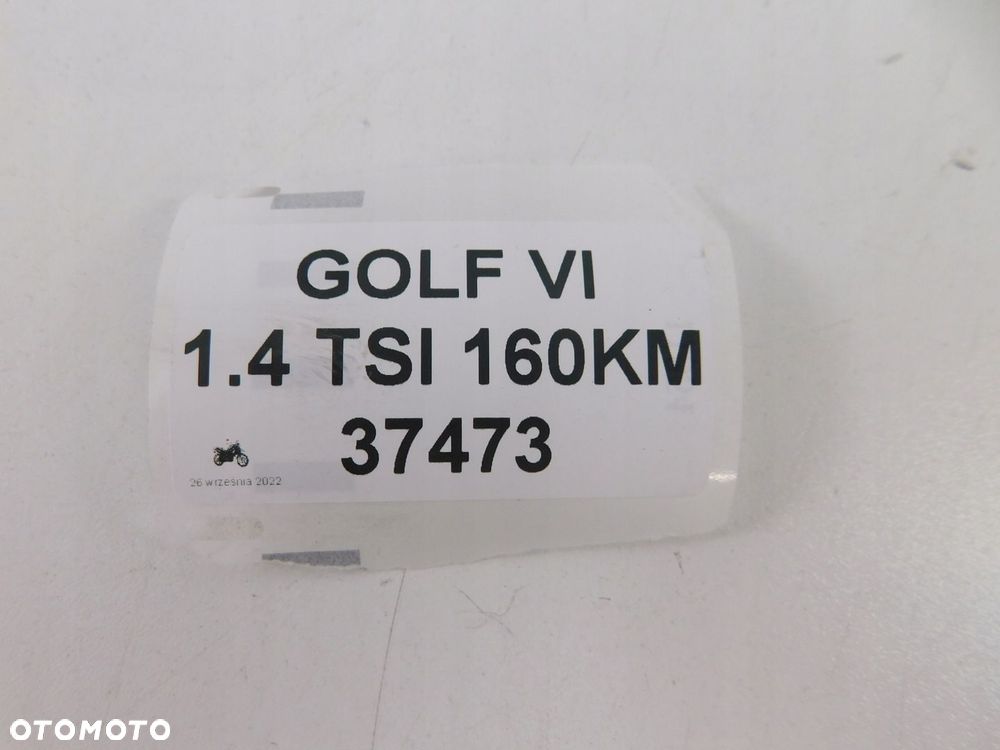 GOLF VI
1.4 TSI 160KM
37473
26 września 2022
OTOMOTO